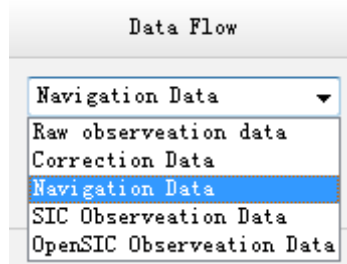 Data Flow
Navigation Data
Raw observeation data
Correction Data
Navigation Data
SIC Observeation Data
OpenSIC Observeation Data